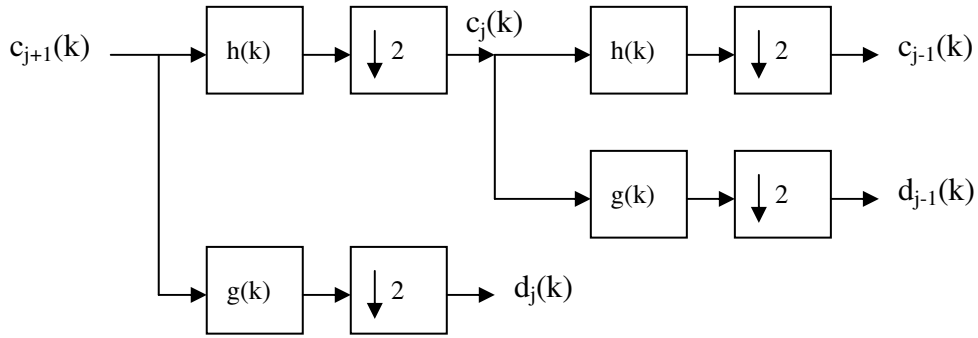 c_{j+1}(k) h(k) ↓ 2 c_j(k) h(k) ↓ 2 c_{j-1}(k)
g(k) ↓ 2 d_{j-1}(k)
g(k) ↓ 2 d_j(k)